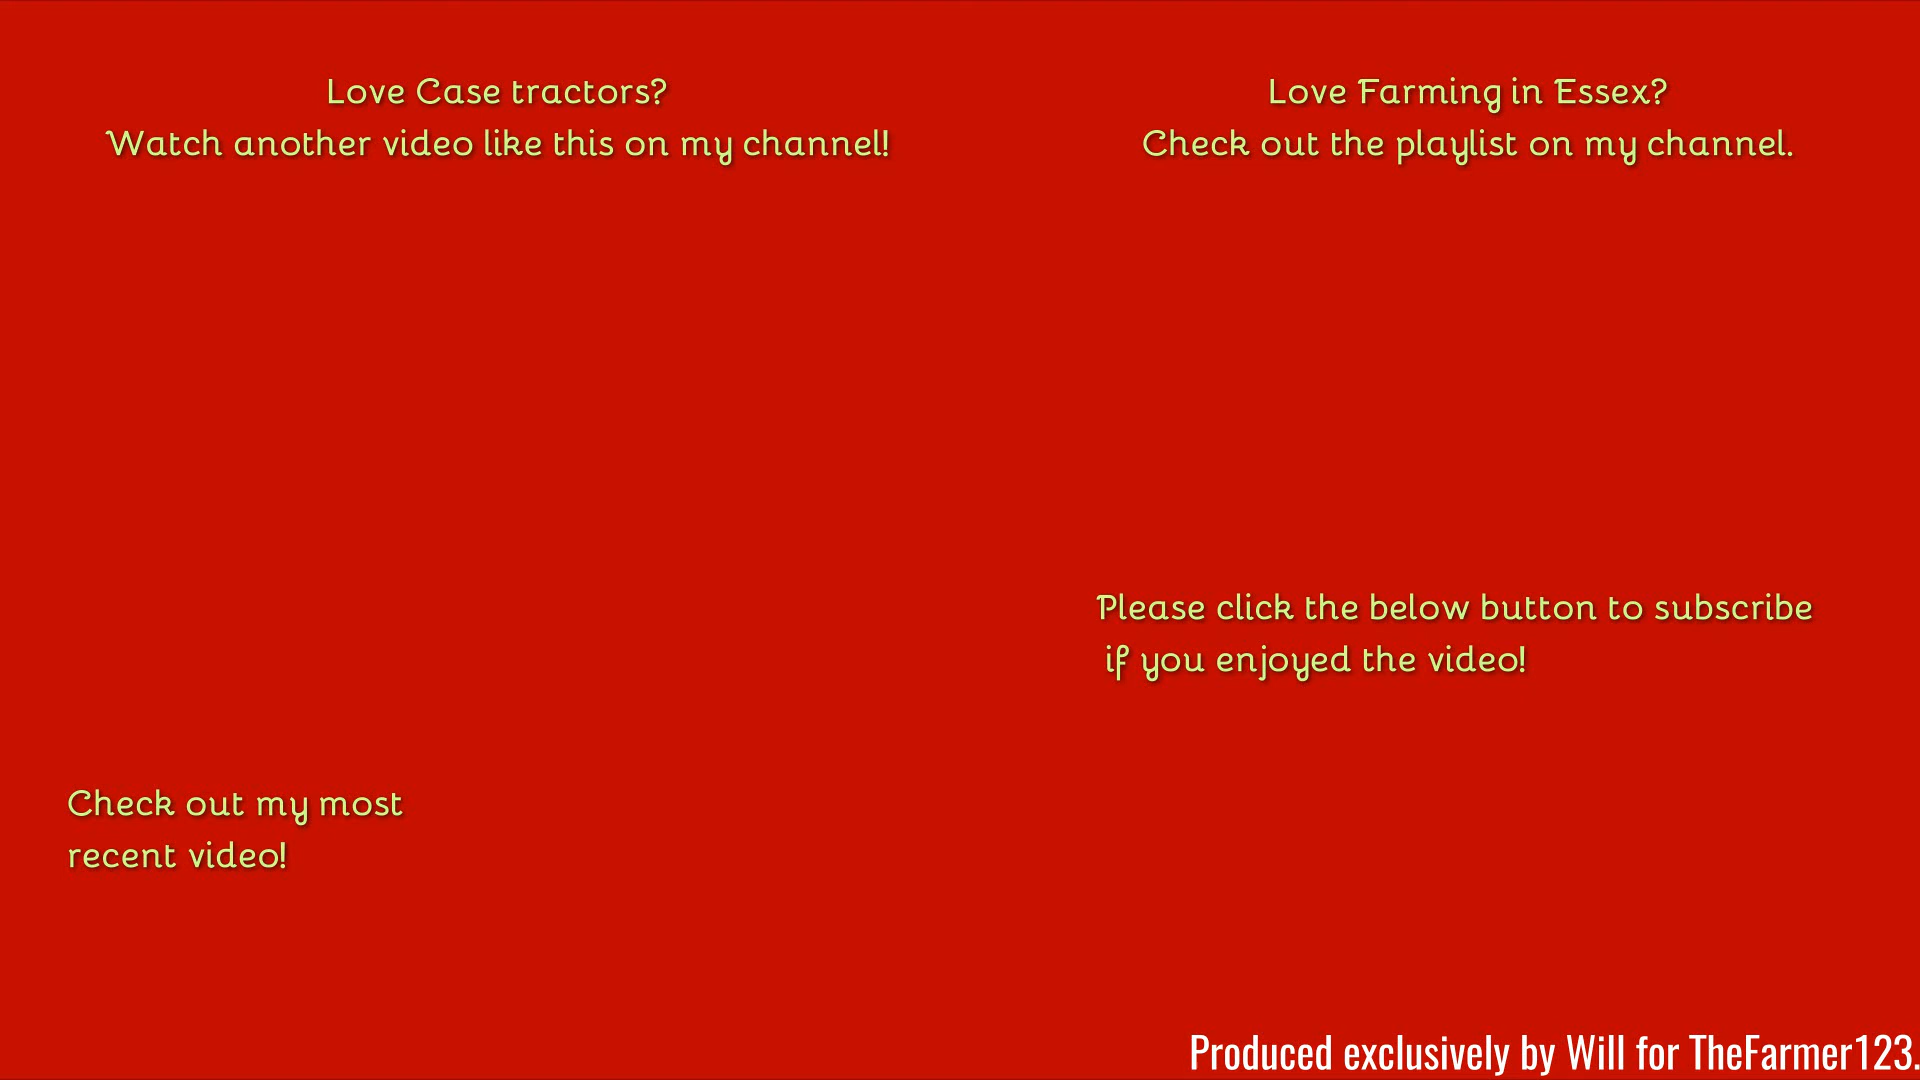 Love Case tractors?
Watch another video like this on my channel!
Love Farming in Essex?
Check out the playlist on my channel.
Please click the below button to subscribe
if you enjoyed the video!
Check out my most
recent video!
Produced exclusively by Will for TheFarmer123.